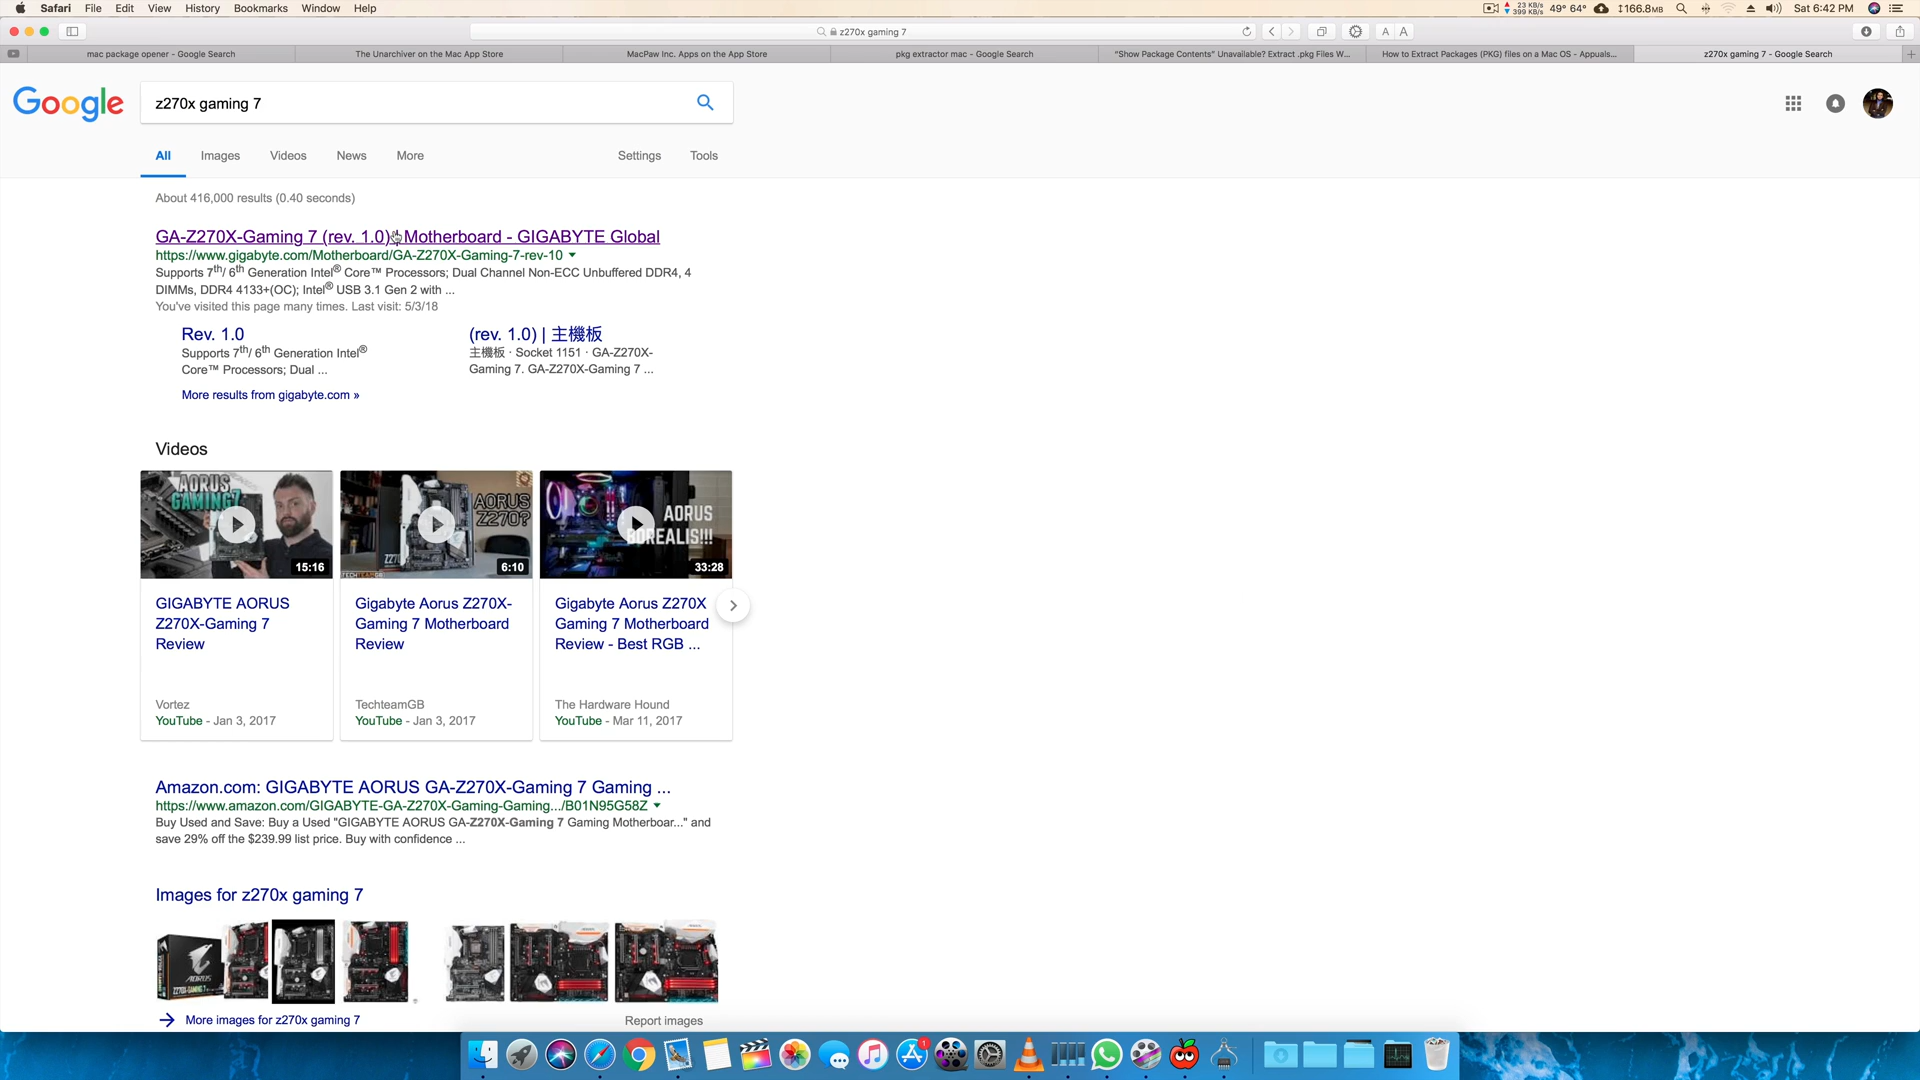 Safari File Edit View History Bookmarks Window Help
23 KB/s
399 KB/s
49° 64°
166.8MB
Sat 6:42 PM
z270x gaming 7
A A
mac package opener - Google Search
The Unarchiver on the Mac App Store
MacPaw Inc. Apps on the App Store
pkg extractor mac - Google Search
"Show Package Contents" Unavailable? Extract .pkg Files W...
How to Extract Packages (PKG) files on a Mac OS - Appuals...
z270x gaming 7 - Google Search
Google
z270x gaming 7
All Images Videos News More Settings Tools
About 416,000 results (0.40 seconds)
GA-Z270X-Gaming 7 (rev. 1.0) Motherboard - GIGABYTE Global
https://www.gigabyte.com/Motherboard/GA-Z270X-Gaming-7-rev-10
Supports 7th/ 6th Generation Intel® Core™ Processors; Dual Channel Non-ECC Unbuffered DDR4, 4
DIMMs, DDR4 4133+(OC); Intel® USB 3.1 Gen 2 with ...
You've visited this page many times. Last visit: 5/3/18
Rev. 1.0
Supports 7th/ 6th Generation Intel®
Core™ Processors; Dual ...
(rev. 1.0) | 主機板
主機板 · Socket 1151 · GA-Z270X-
Gaming 7. GA-Z270X-Gaming 7 ...
More results from gigabyte.com »
Videos
AORUS
GAMING7
15:16
AORUS
Z270?
6:10
AORUS
BOREALIS!!!
33:28
GIGABYTE AORUS
Z270X-Gaming 7
Review
Vortez
YouTube - Jan 3, 2017
Gigabyte Aorus Z270X-
Gaming 7 Motherboard
Review
TechteamGB
YouTube - Jan 3, 2017
Gigabyte Aorus Z270X
Gaming 7 Motherboard
Review - Best RGB ...
The Hardware Hound
YouTube - Mar 11, 2017
Amazon.com: GIGABYTE AORUS GA-Z270X-Gaming 7 Gaming ...
https://www.amazon.com/GIGABYTE-GA-Z270X-Gaming-Gaming.../B01N95G58Z
Buy Used and Save: Buy a Used "GIGABYTE AORUS GA-Z270X-Gaming 7 Gaming Motherboar..." and
save 29% off the $239.99 list price. Buy with confidence ...
Images for z270x gaming 7
AORUS
More images for z270x gaming 7
Report images
1